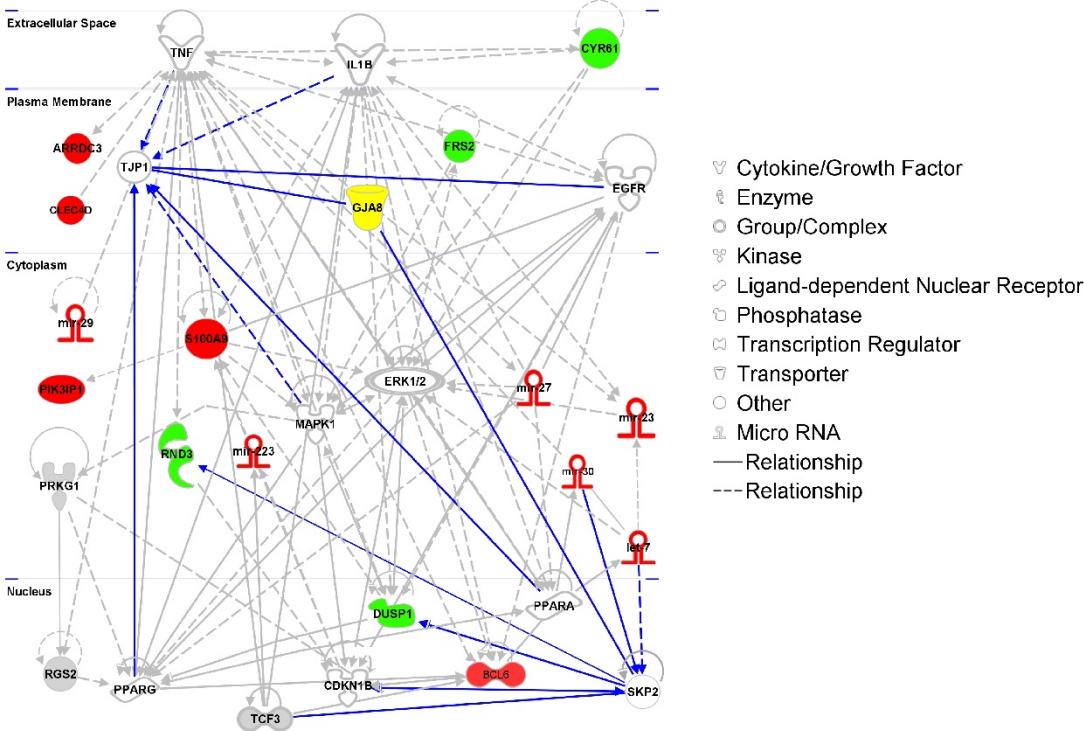 Extracellular Space
TNF
IL1B
CYR61
Plasma Membrane
ARRDC3
TJP1
FRS2
EGFR
CLEC4D
GJA8
Cytoplasm
mir-29
S100A9
PIK3IP1
ERK1/2
mir-27
mir-23
MAPK1
RND3
mir-223
mir-30
PRKG1
let-7
Nucleus
DUSP1
PPARA
RGS2
PPARG
CDKN1B
BCL6
SKP2
TCF3
Cytokine/Growth Factor
Enzyme
Group/Complex
Kinase
Ligand-dependent Nuclear Receptor
Phosphatase
Transcription Regulator
Transporter
Other
Micro RNA
Relationship
Relationship